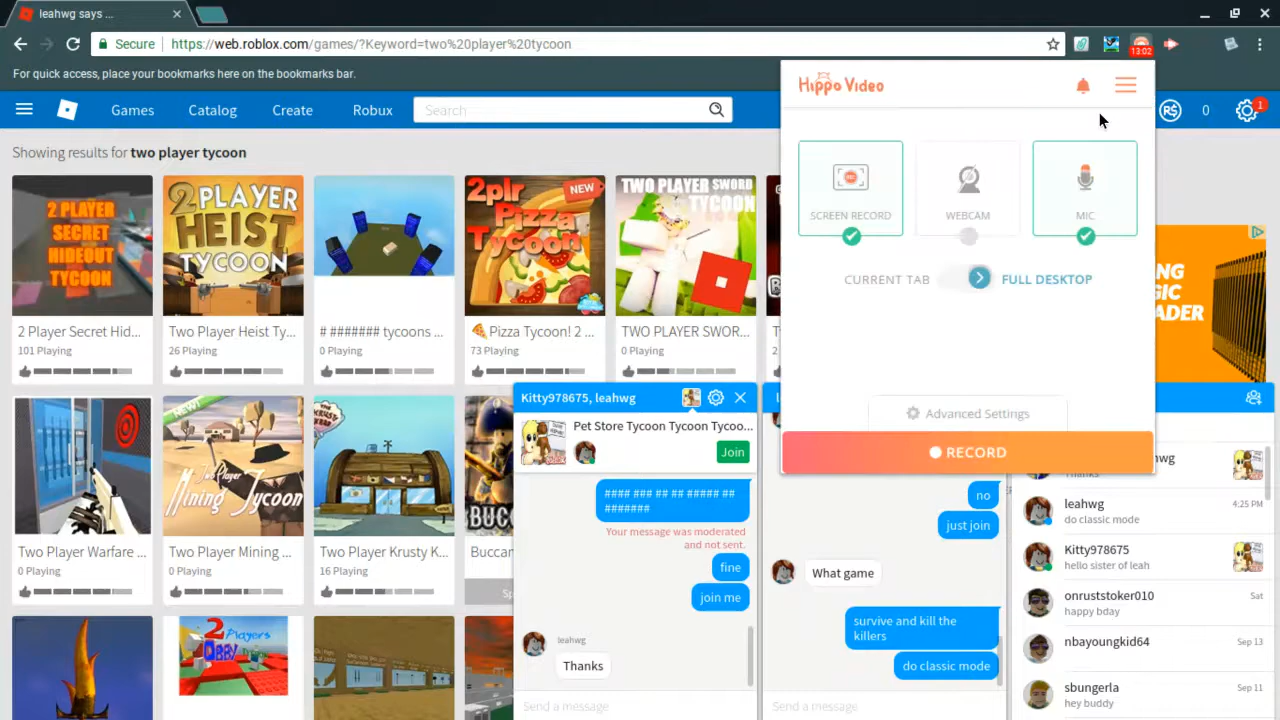 leahwg says ...
Secure
https://web.roblox.com/games/?Keyword=two%20player%20tycoon
13:02
For quick access, place your bookmarks here on the bookmarks bar.
Games
Catalog
Create
Robux
Search
0
1
Showing results for two player tycoon
2 PLAYER
SECRET
HIDEOUT
TYCOON
2 PLAYER
HEIST
TYCOON
2plr
Pizza
Tycoon
NEW
TWO PLAYER SWORD
TYCOON
2 Player Secret Hid...
101 Playing
Two Player Heist Ty...
26 Playing
# ####### tycoons ...
0 Playing
🍕Pizza Tycoon! 2 ...
73 Playing
TWO PLAYER SWOR...
0 Playing
Hippo Video
SCREEN RECORD
WEBCAM
MIC
CURRENT TAB
FULL DESKTOP
Advanced Settings
RECORD
Two Player
Mining Tycoon
Two Player Warfare ...
0 Playing
Two Player Mining ...
0 Playing
Two Player Krusty K...
16 Playing
BUCC
Buccan
2 Players
OBBY
Kitty978675, leahwg
Pet Store Tycoon Tycoon Tycoo...
Join
#### ### ## ## ##### ##
#######
Your message was moderated
and not sent.
fine
join me
leahwg
Thanks
Send a message
no
just join
What game
survive and kill the
killers
do classic mode
Send a message
Thanks
leahwg
4:25 PM
do classic mode
Kitty978675
hello sister of leah
onruststoker010
Sat
happy bday
nbayoungkid64
Sep 13
sbungerla
Sep 11
hey buddy